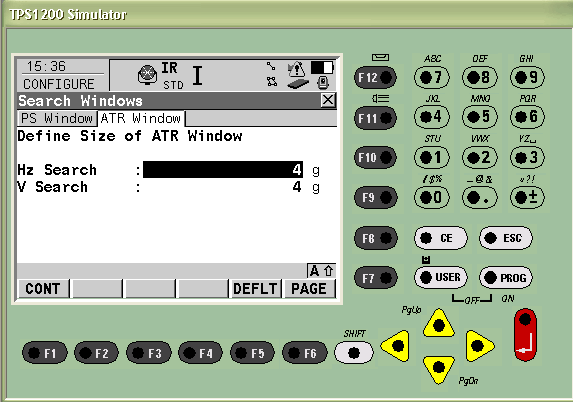 TPS1200 Simulator
15:36
CONFIGURE
IR
STD
I
Search Windows
PS Window
ATR Window
Define Size of ATR Window
Hz Search : 4 g
V Search : 4 g
A
CONT
DEFLT
PAGE
F12
F11
F10
F9
F8
F7
ABC
DEF
GHI
7
8
9
JKL
MNO
PQR
4
5
6
STU
VWX
YZ
1
2
3
/$%
_@&
*?!
0
.
±
CE
ESC
USER
PROG
OFF
ON
PgUp
PgDn
SHIFT
F1
F2
F3
F4
F5
F6